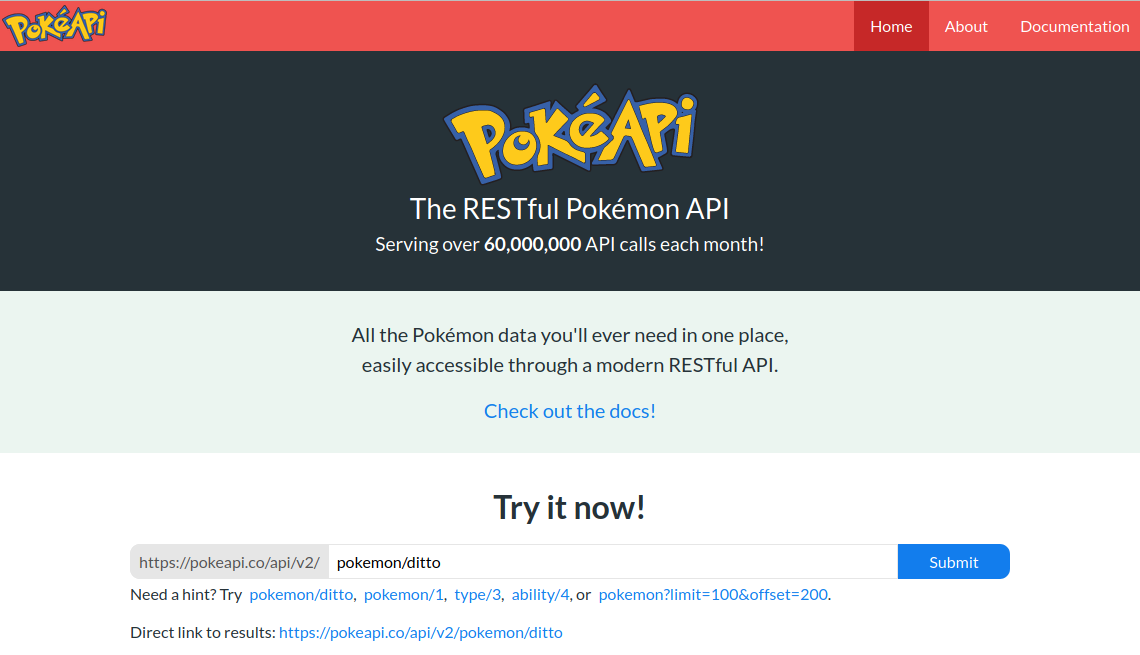 PokéAPi
Home
About
Documentation
PokéAPi
The RESTful Pokémon API
Serving over 60,000,000 API calls each month!
All the Pokémon data you'll ever need in one place,
easily accessible through a modern RESTful API.
Check out the docs!
Try it now!
https://pokeapi.co/api/v2/ pokemon/ditto Submit
Need a hint? Try pokemon/ditto, pokemon/1, type/3, ability/4, or pokemon?limit=100&offset=200.
Direct link to results: https://pokeapi.co/api/v2/pokemon/ditto